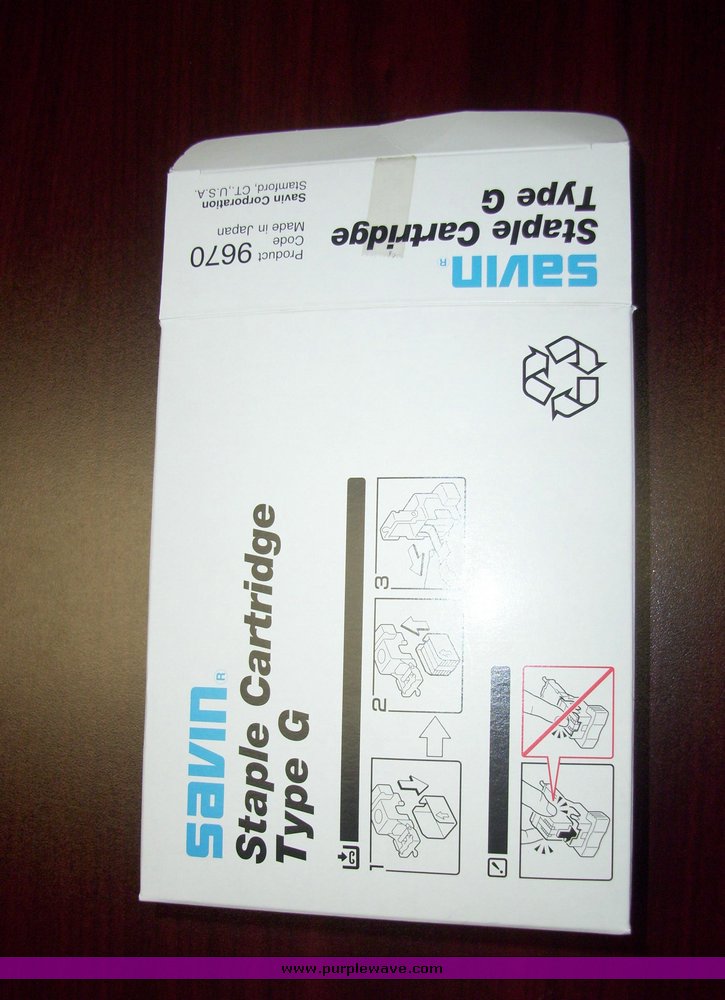 savin®
Staple Cartridge
Type G
Product
Code 9670
Made in Japan
Savin Corporation
Stamford, CT.,U.S.A.
savin®
Staple Cartridge
Type G
1
2
3
www.purplewave.com